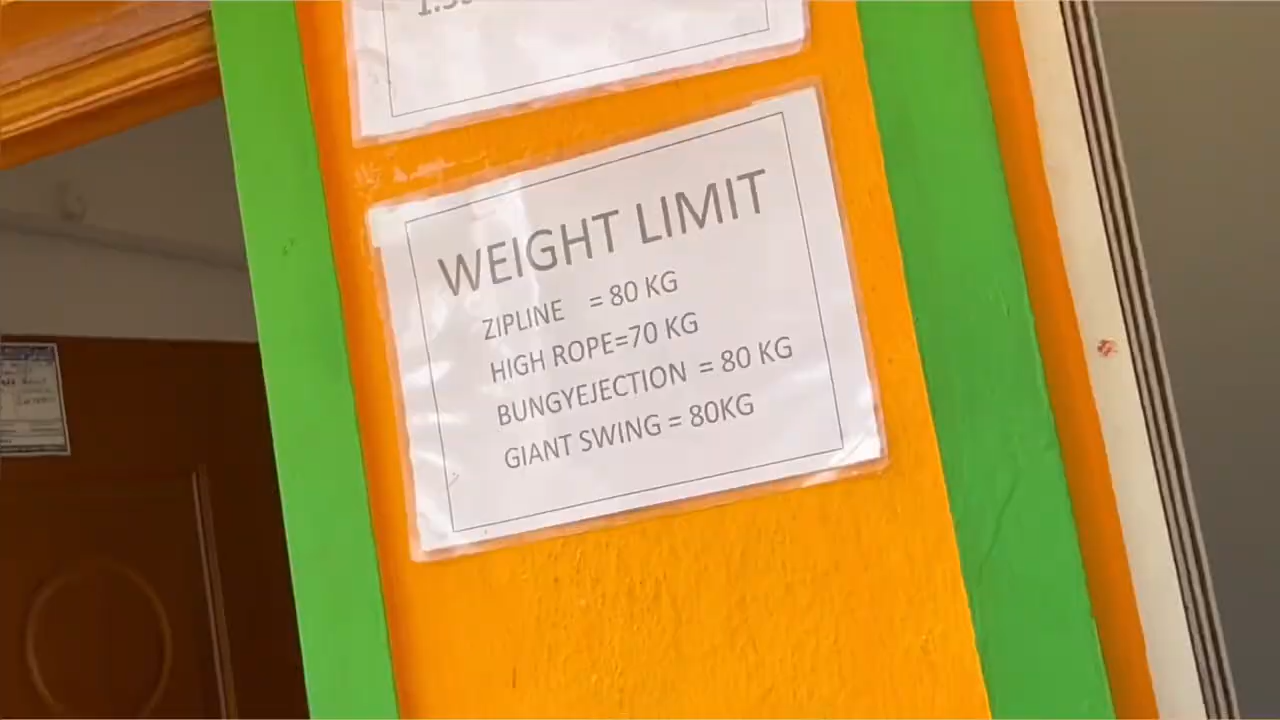 WEIGHT LIMIT
ZIPLINE = 80 KG
HIGH ROPE=70 KG
BUNGYEJECTION = 80 KG
GIANT SWING = 80KG